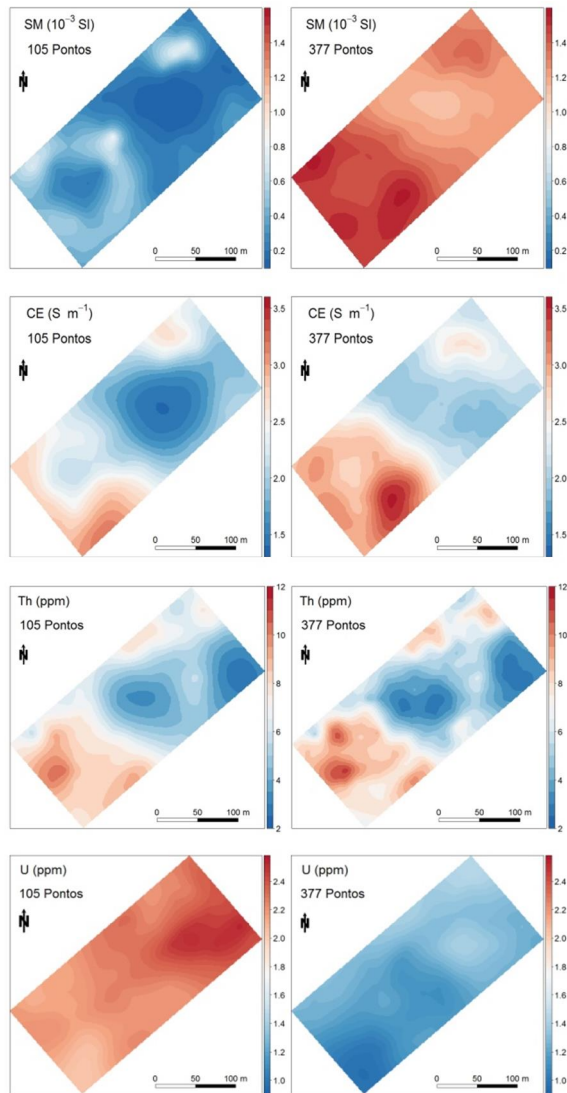 SM (10⁻³ SI)
105 Pontos
N
1.4
1.2
1.0
0.8
0.6
0.4
0.2
0 50 100 m
SM (10⁻³ SI)
377 Pontos
N
1.4
1.2
1.0
0.8
0.6
0.4
0.2
0 50 100 m
CE (S m⁻¹)
105 Pontos
N
3.5
3.0
2.5
2.0
1.5
0 50 100 m
CE (S m⁻¹)
377 Pontos
N
3.5
3.0
2.5
2.0
1.5
0 50 100 m
Th (ppm)
105 Pontos
N
12
10
8
6
4
2
0 50 100 m
Th (ppm)
377 Pontos
N
12
10
8
6
4
2
0 50 100 m
U (ppm)
105 Pontos
N
2.4
2.2
2.0
1.8
1.6
1.4
1.2
1.0
0 50 100 m
U (ppm)
377 Pontos
N
2.4
2.2
2.0
1.8
1.6
1.4
1.2
1.0
0 50 100 m